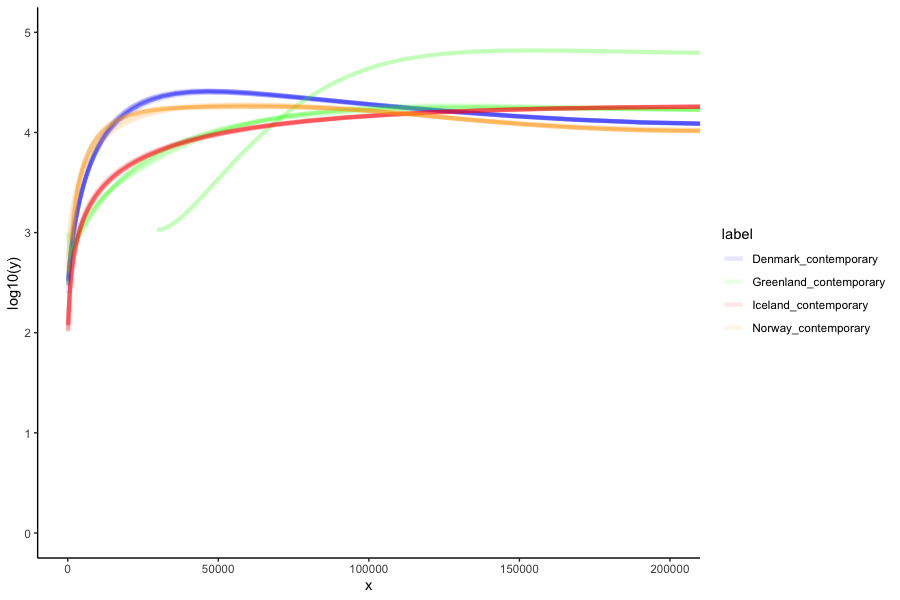 5
4
3
2
1
0
log10(y)
0
50000
100000
150000
200000
x
label
Denmark_contemporary
Greenland_contemporary
Iceland_contemporary
Norway_contemporary